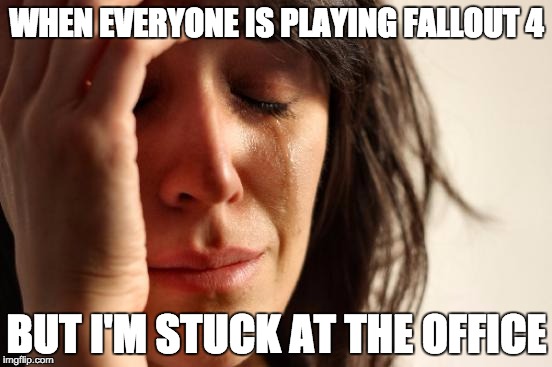 WHEN EVERYONE IS PLAYING FALLOUT 4
BUT I'M STUCK AT THE OFFICE
imgflip.com